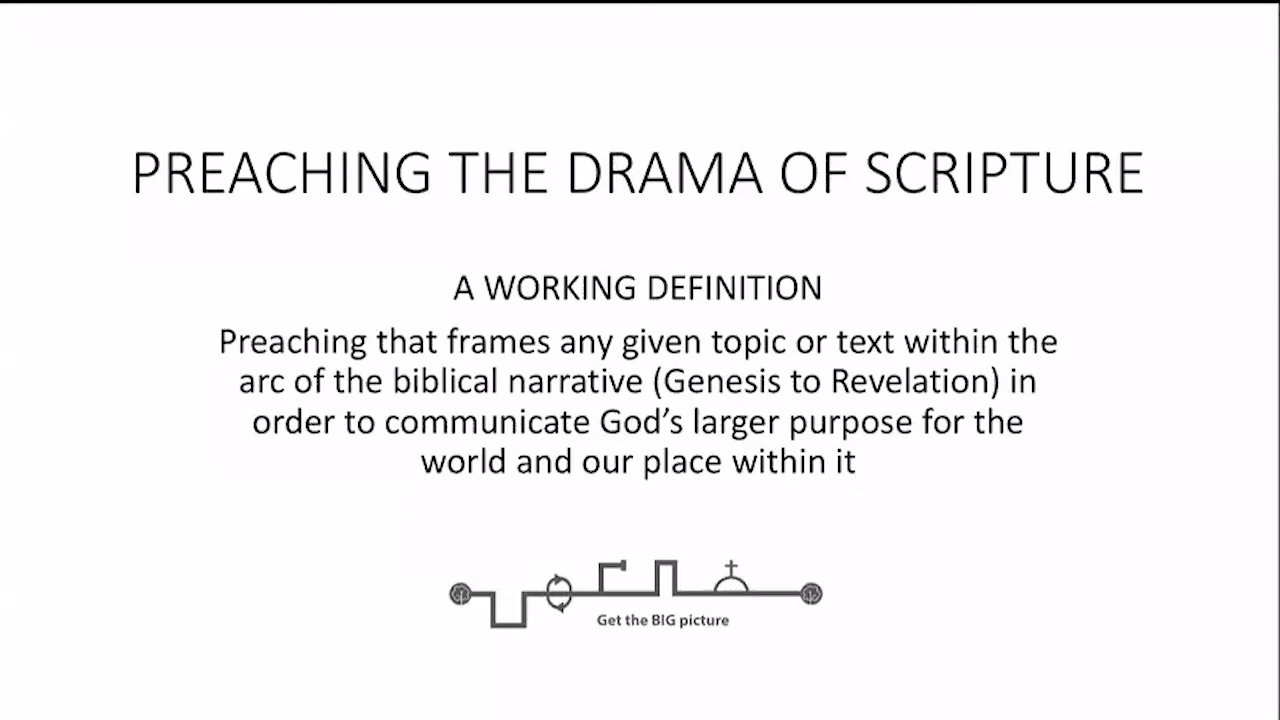 PREACHING THE DRAMA OF SCRIPTURE
A WORKING DEFINITION
Preaching that frames any given topic or text within the
arc of the biblical narrative (Genesis to Revelation) in
order to communicate God’s larger purpose for the
world and our place within it
Get the BIG picture